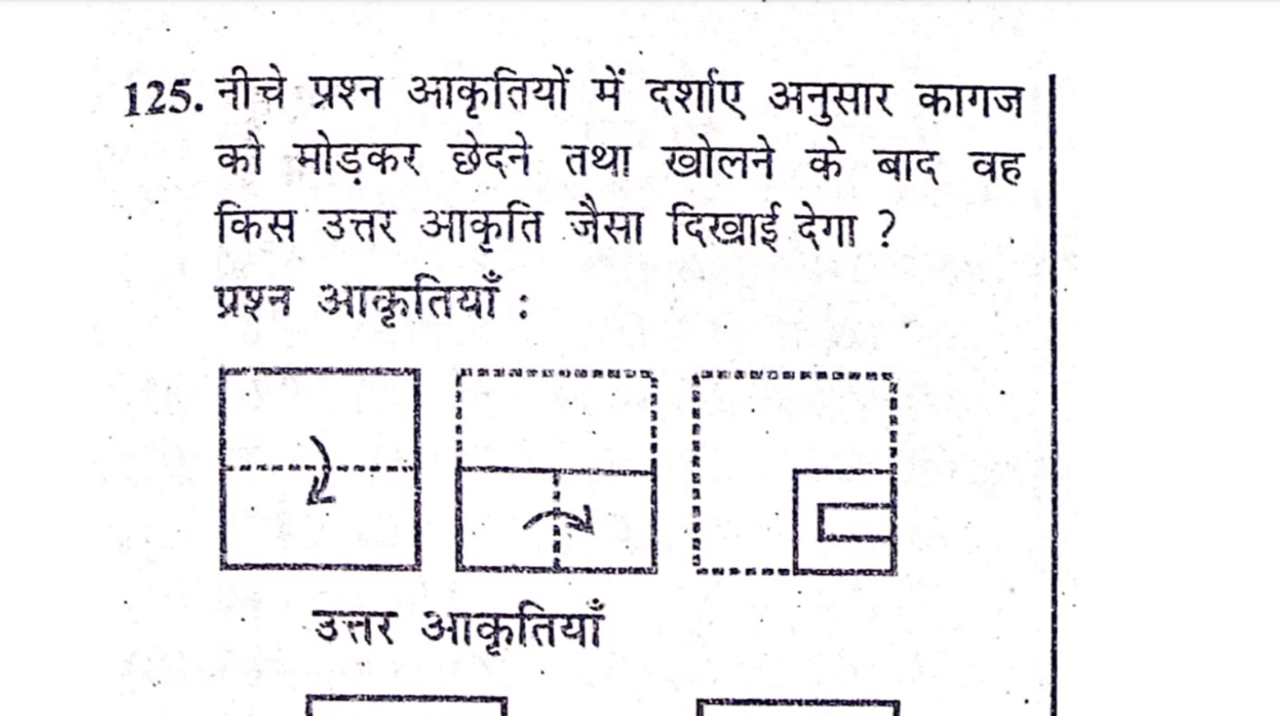 125. नीचे प्रश्न आकृतियों में दर्शाए अनुसार कागज
को मोड़कर छेदने तथा खोलने के बाद वह
किस उत्तर आकृति जैसा दिखाई देगा ?
प्रश्न आकृतियाँ :
उत्तर आकृतियाँ